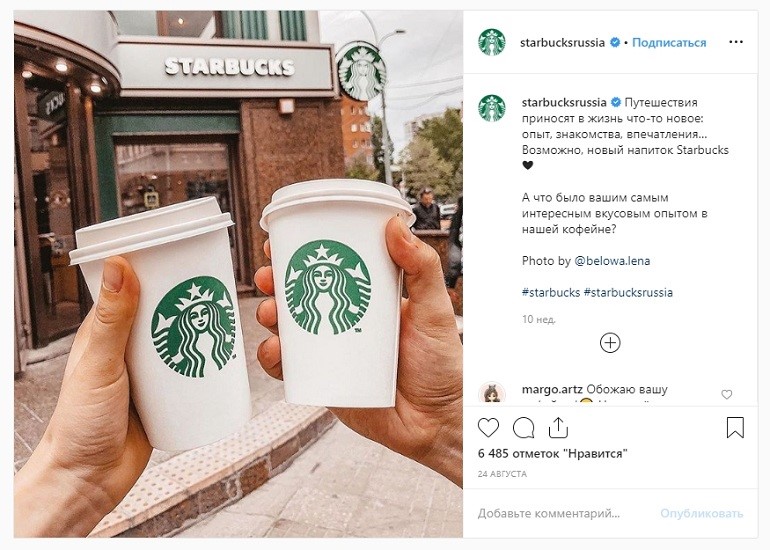 STARBUCKS
TM
TM
starbucksrussia • Подписаться
starbucksrussia Путешествия
приносят в жизнь что-то новое:
опыт, знакомства, впечатления...
Возможно, новый напиток Starbucks
🖤
А что было вашим самым
интересным вкусовым опытом в
нашей кофейне?
Photo by @belowa.lena
#starbucks #starbucksrussia
10 нед.
margo.artz Обожаю вашу
6 485 отметок "Нравится"
24 АВГУСТА
Добавьте комментарий... Опубликовать